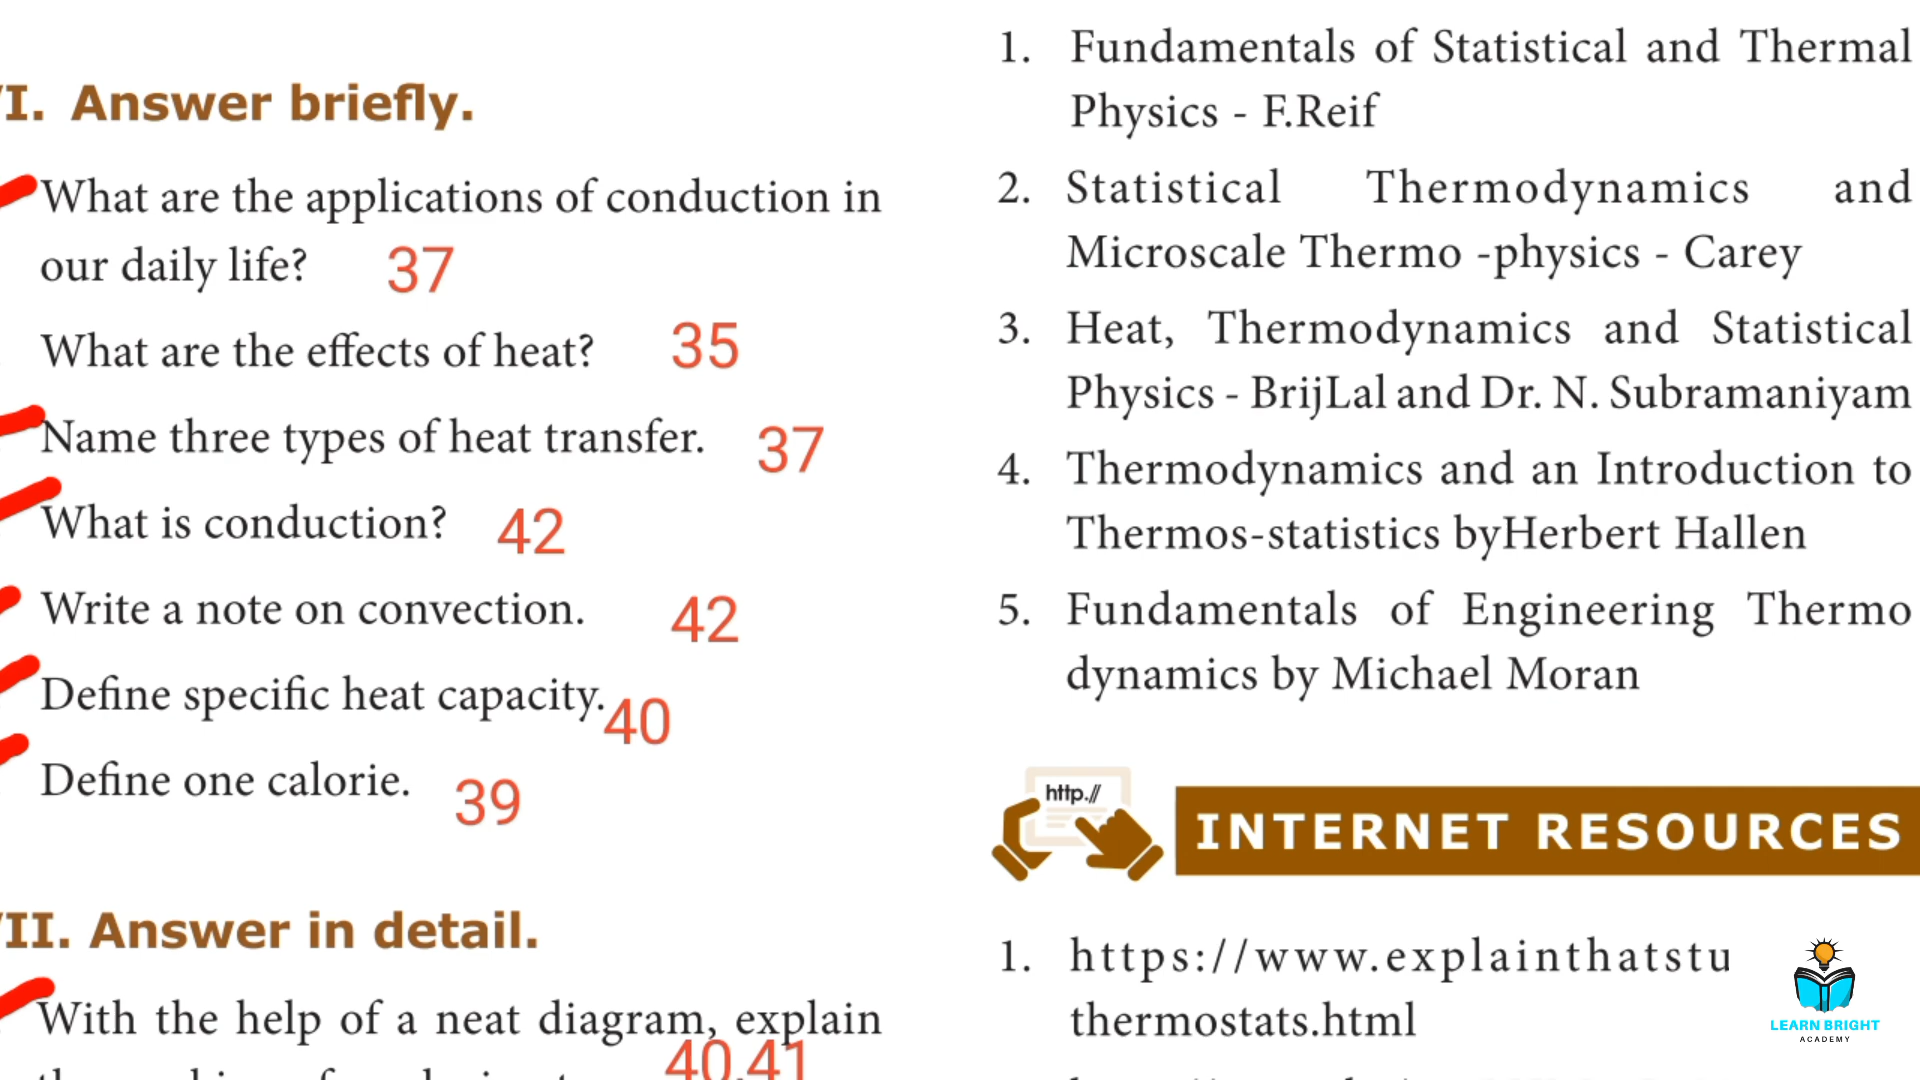 VI. Answer briefly.
What are the applications of conduction in
our daily life? 37
What are the effects of heat? 35
Name three types of heat transfer. 37
What is conduction? 42
Write a note on convection. 42
Define specific heat capacity. 40
Define one calorie. 39
VII. Answer in detail.
With the help of a neat diagram, explain
40,41
1. Fundamentals of Statistical and Thermal
Physics - F.Reif
2. Statistical Thermodynamics and
Microscale Thermo -physics - Carey
3. Heat, Thermodynamics and Statistical
Physics - BrijLal and Dr. N. Subramaniyam
4. Thermodynamics and an Introduction to
Thermos-statistics byHerbert Hallen
5. Fundamentals of Engineering Thermo
dynamics by Michael Moran
http.//
INTERNET RESOURCES
1. https://www.explainthatstu
thermostats.html
LEARN BRIGHT
ACADEMY